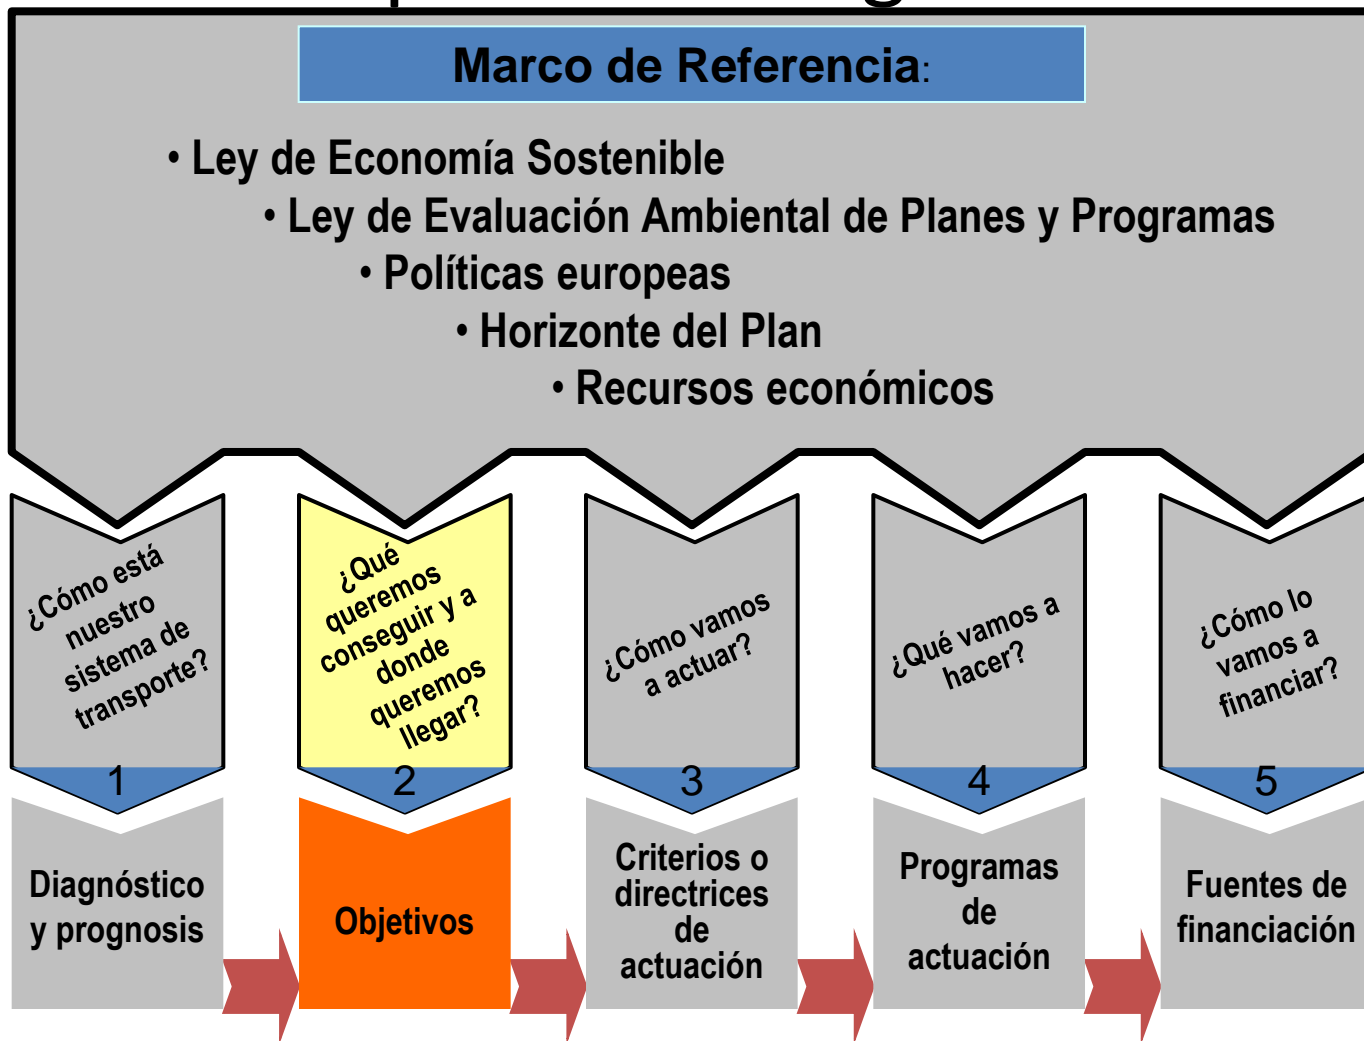 Marco de Referencia:
• Ley de Economía Sostenible
• Ley de Evaluación Ambiental de Planes y Programas
• Políticas europeas
• Horizonte del Plan
• Recursos económicos
¿Cómo está
nuestro
sistema de
transporte?
1
Diagnóstico
y prognosis
¿Qué
queremos
conseguir y a
donde
queremos
llegar?
2
Objetivos
¿Cómo vamos
a actuar?
3
Criterios o
directrices
de
actuación
¿Qué vamos a
hacer?
4
Programas
de
actuación
¿Cómo lo
vamos a
financiar?
5
Fuentes de
financiación